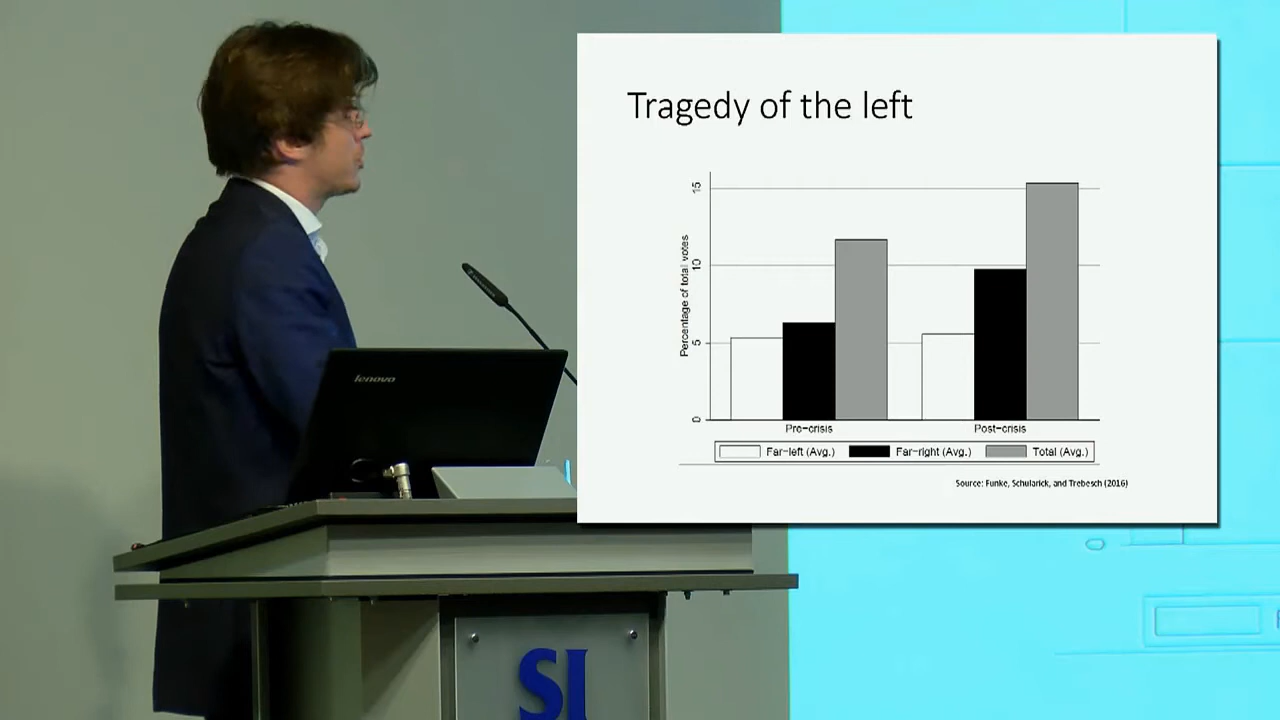 Tragedy of the left
Percentage of total votes
15
10
5
0
Pre-crisis
Post-crisis
Far-left (Avg.)
Far-right (Avg.)
Total (Avg.)
Source: Funke, Schularick, and Trebesch (2016)
lenovo
SI